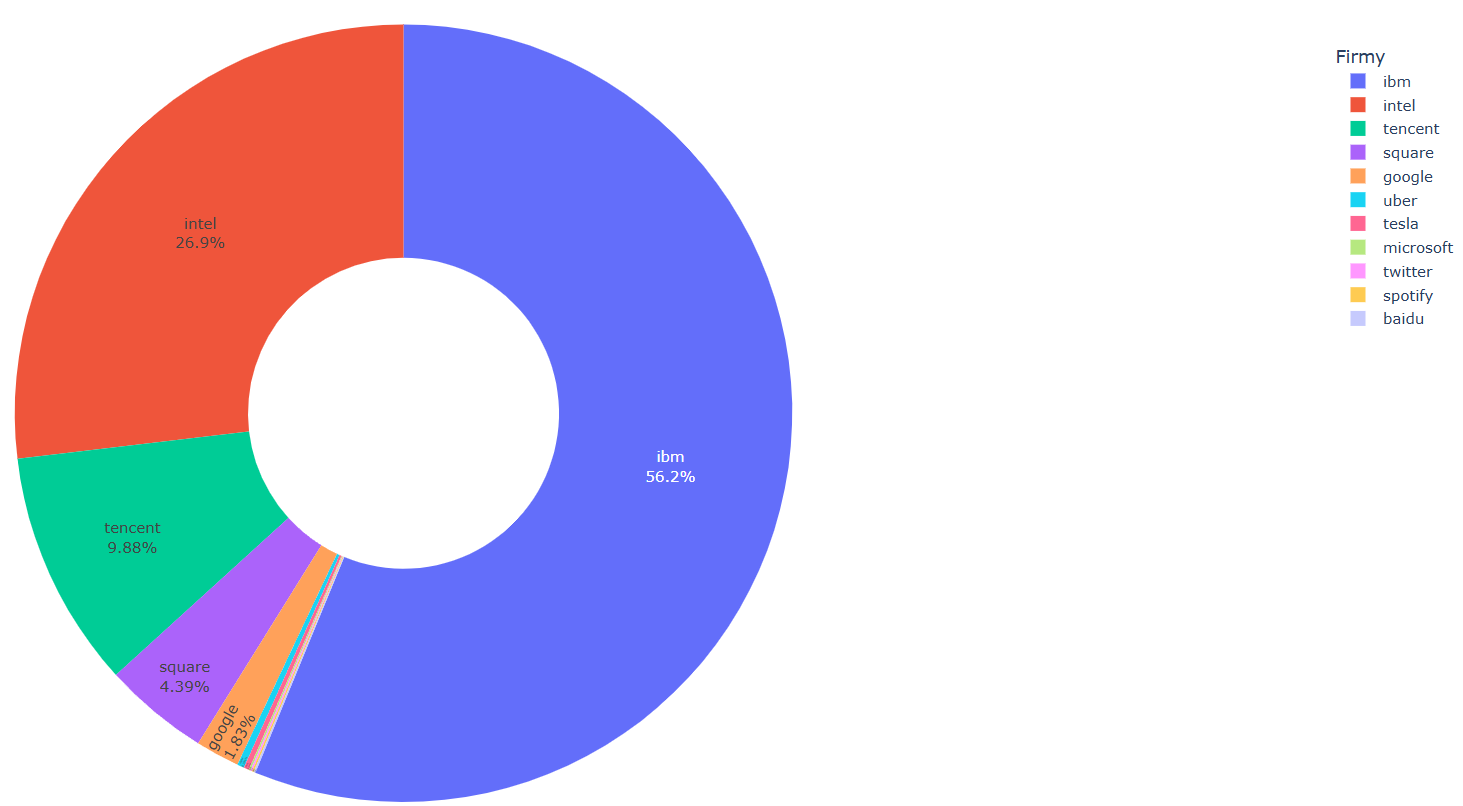 intel
26.9%
ibm
56.2%
tencent
9.88%
square
4.39%
google
1.83%
Firmy
ibm
intel
tencent
square
google
uber
tesla
microsoft
twitter
spotify
baidu